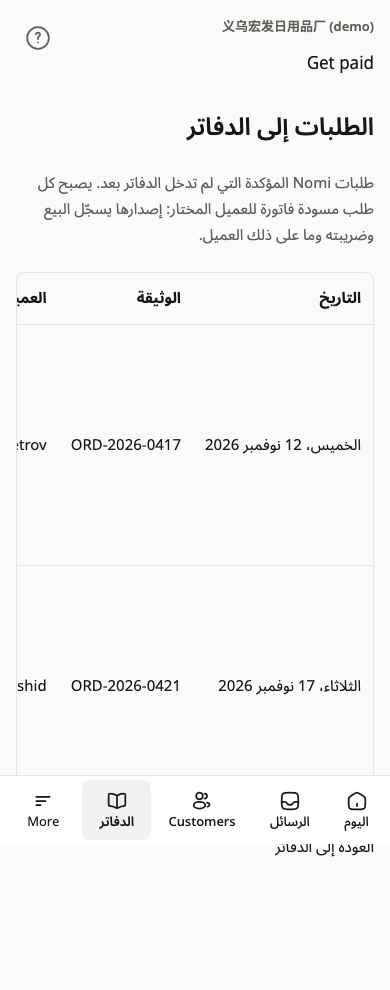 义乌宏发日用品厂 (demo)
Get paid
الطلبات إلى الدفاتر
طلبات Nomi المؤكدة التي لم تدخل الدفاتر بعد. يصبح كل
طلب مسودة فاتورة للعميل المختار: إصدارها يسجّل البيع
وضريبته وما على ذلك العميل.
التاريخ الوثيقة
الخميس، 12 نوفمبر 2026 ORD-2026-0417
الثلاثاء، 17 نوفمبر 2026 ORD-2026-0421
اليوم الرسائل Customers الدفاتر More
العودة إلى الدفاتر